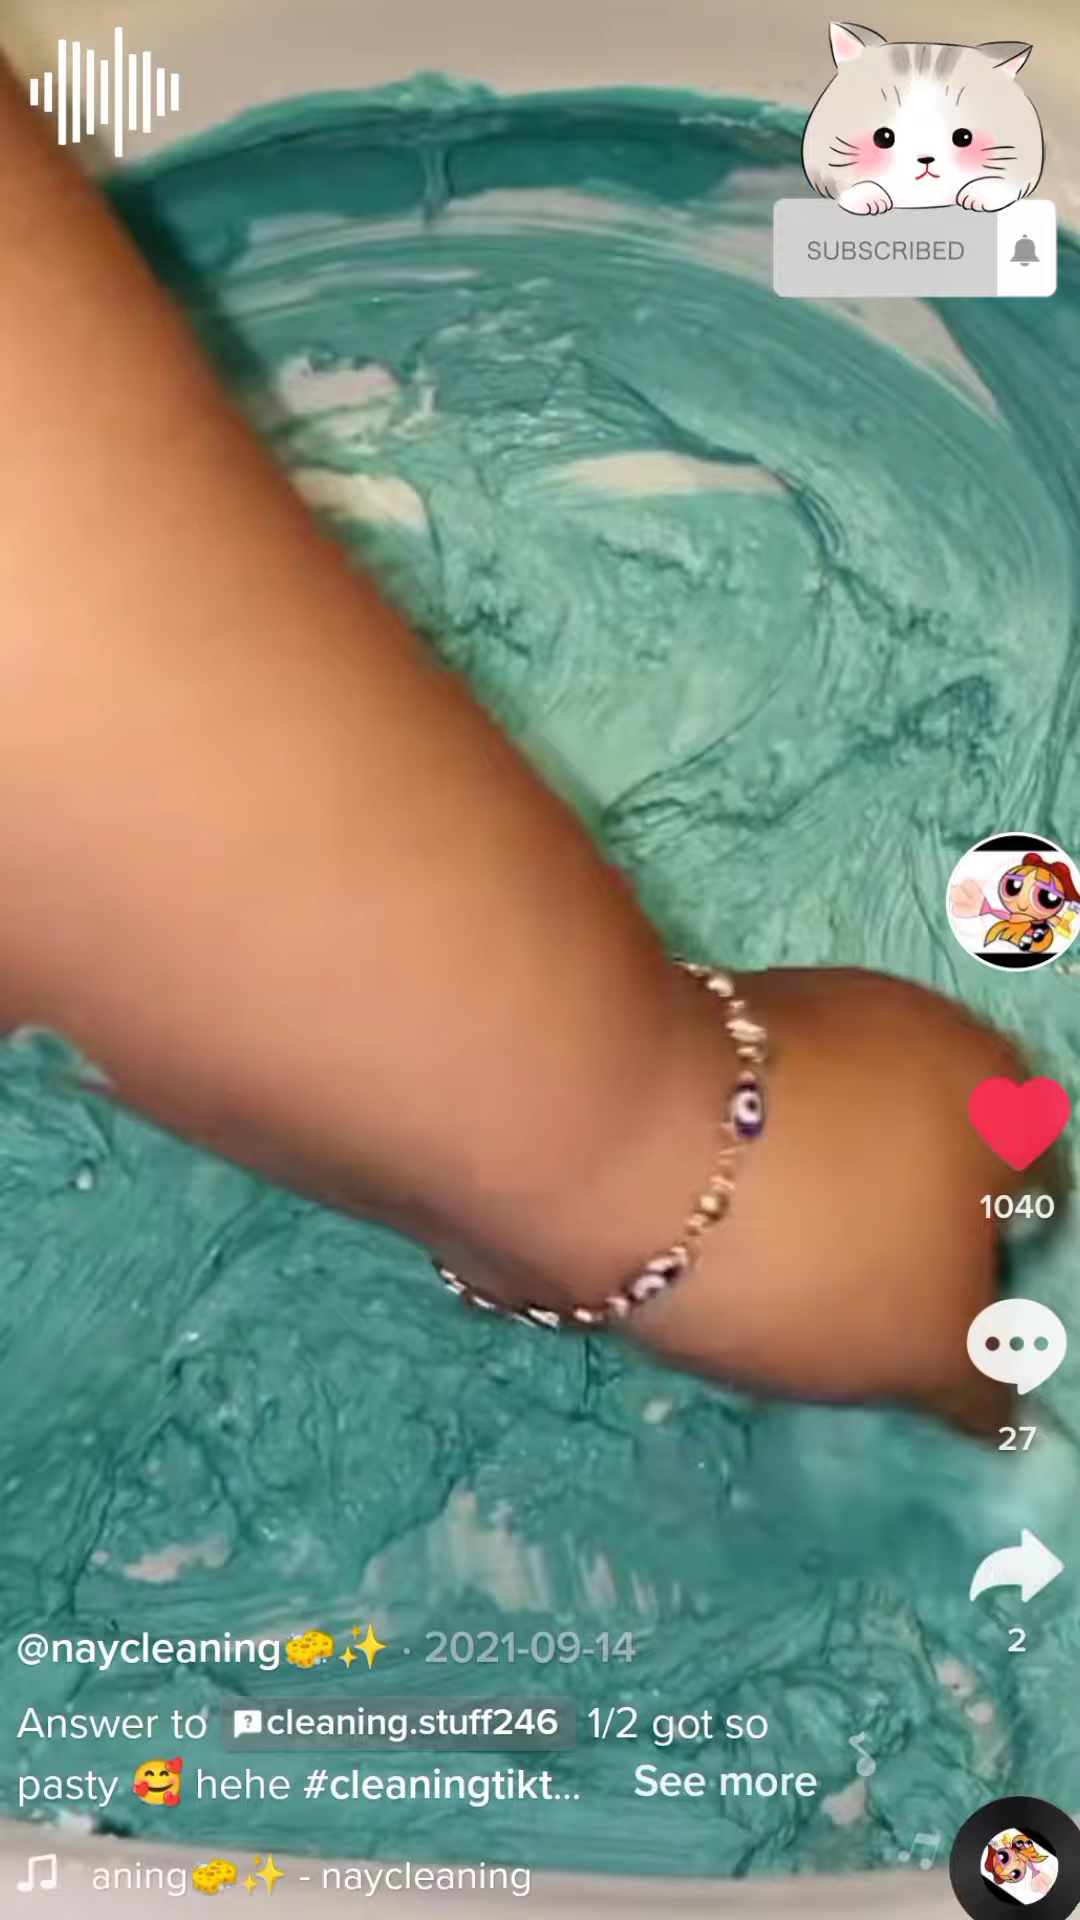 SUBSCRIBED
1040
27
2
@naycleaning🧽✨ · 2021-09-14
Answer to cleaning.stuff246 1/2 got so
pasty 🥰 hehe #cleaningtikt... See more
aning🧽✨ - naycleaning